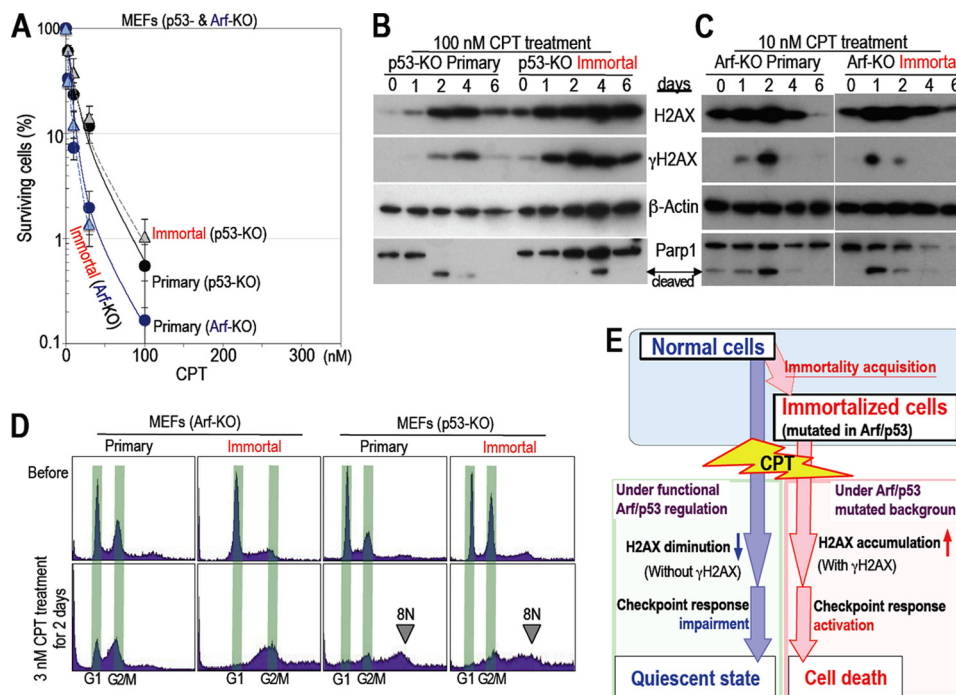 A
MEFs (p53- & Arf-KO)
100
10
1
0.1
Surviving cells (%)
0
100
200
300
(nM)
CPT
Immortal (p53-KO)
Primary (p53-KO)
Primary (Arf-KO)
Immortal (Arf-KO)
B
100 nM CPT treatment
p53-KO Primary
p53-KO Immortal
0 1 2 4 6
0 1 2 4 6
days
H2AX
γH2AX
β-Actin
Parp1
cleaved
C
10 nM CPT treatment
Arf-KO Primary
Arf-KO Immortal
0 1 2 4 6
0 1 2 4 6
D
MEFs (Arf-KO)
MEFs (p53-KO)
Primary
Immortal
Primary
Immortal
Before
3 nM CPT treatment
for 2 days
8N
8N
G1 G2/M
G1 G2/M
G1 G2/M
G1 G2/M
E
Normal cells
Immortality acquisition
Immortalized cells
(mutated in Arf/p53)
CPT
Under functional
Arf/p53 regulation
Under Arf/p53
mutated background
H2AX diminution
(Without γH2AX)
H2AX accumulation
(With γH2AX)
Checkpoint response
impairment
Checkpoint response
activation
Quiescent state
Cell death